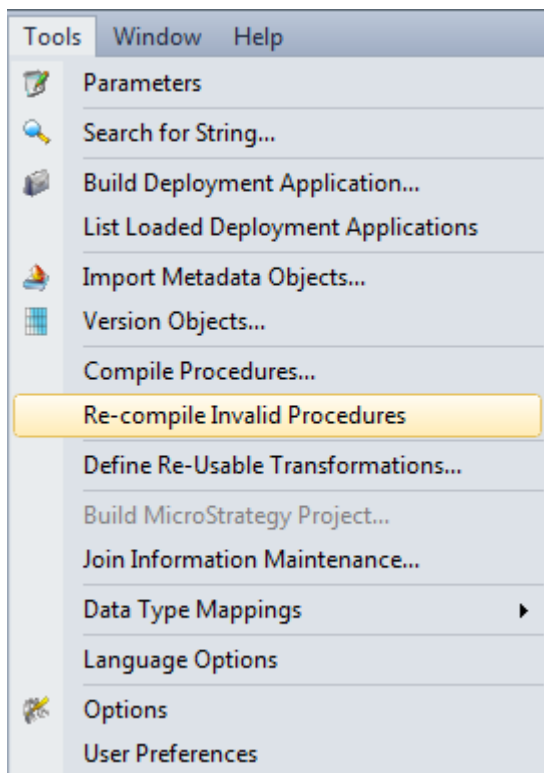 Tools Window Help
Parameters
Search for String...
Build Deployment Application...
List Loaded Deployment Applications
Import Metadata Objects...
Version Objects...
Compile Procedures...
Re-compile Invalid Procedures
Define Re-Usable Transformations...
Build MicroStrategy Project...
Join Information Maintenance...
Data Type Mappings
Language Options
Options
User Preferences